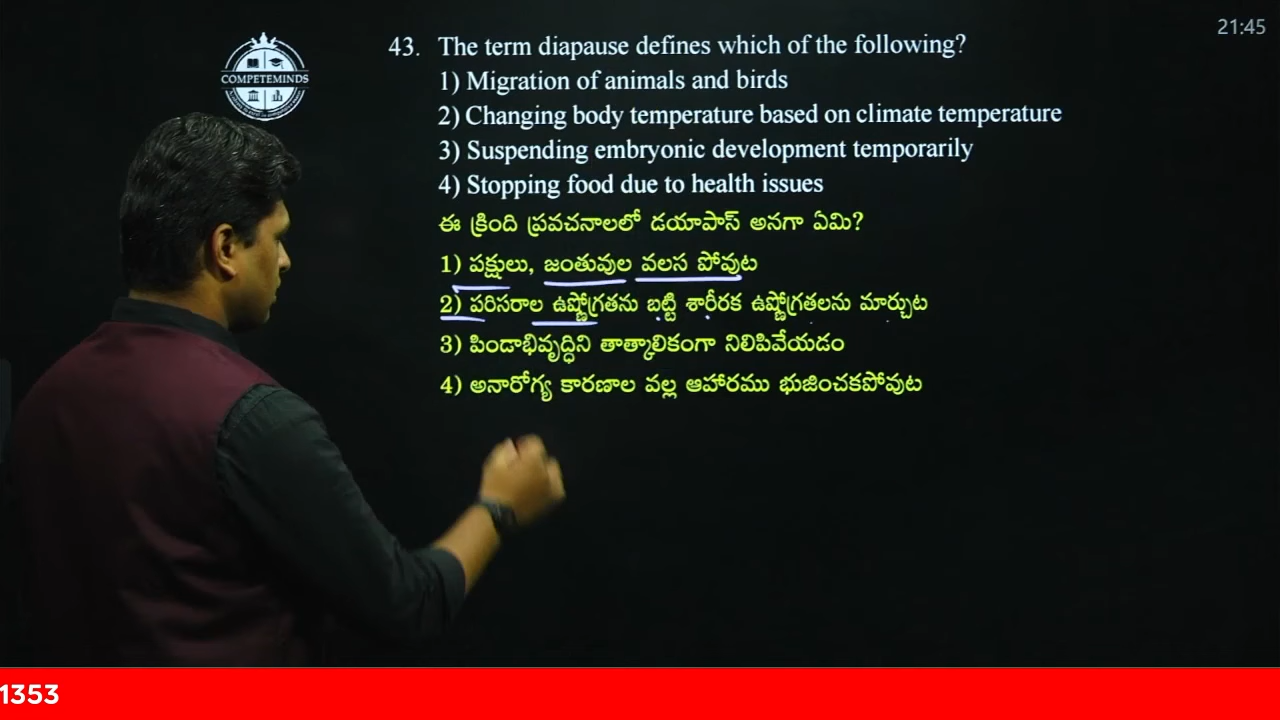 21:45
COMPETEMINDS
43. The term diapause defines which of the following?
1) Migration of animals and birds
2) Changing body temperature based on climate temperature
3) Suspending embryonic development temporarily
4) Stopping food due to health issues
ఈ క్రింది ప్రవచనాలలో డయాపాస్ అనగా ఏమి?
1) పక్షులు, జంతువుల వలస పోవుట
2) పరిసరాల ఉష్ణోగ్రతను బట్టి శారీరక ఉష్ణోగ్రతలను మార్చుట
3) పిండాభివృద్ధిని తాత్కాలికంగా నిలిపివేయడం
4) అనారోగ్య కారణాల వల్ల ఆహారము భుజించకపోవుట
1353